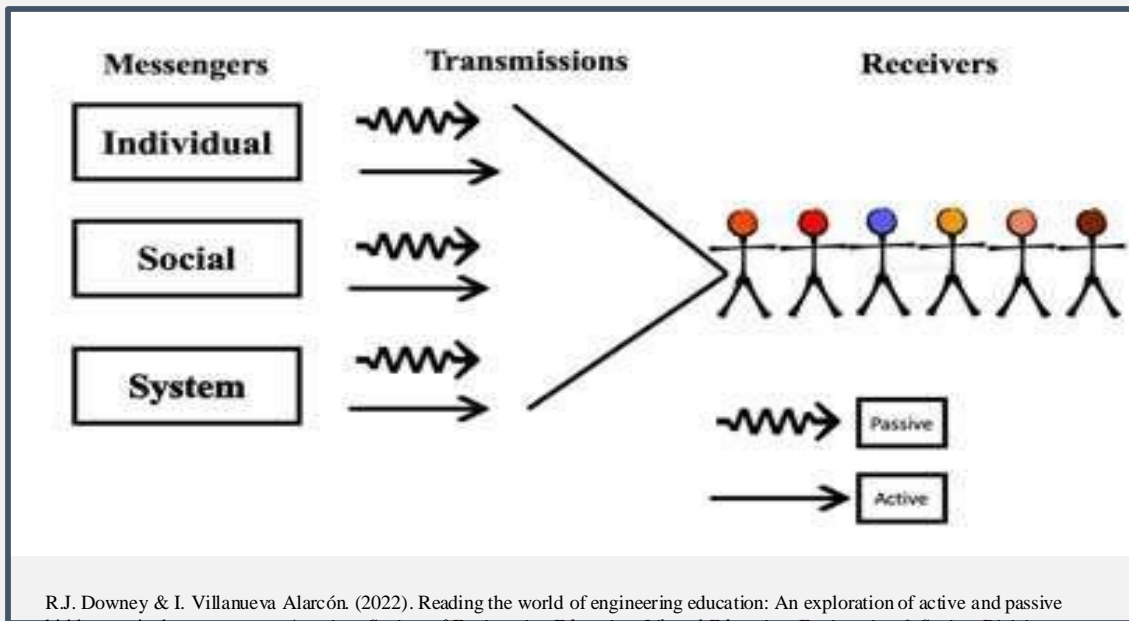 Messengers Transmissions Receivers
Individual
Social
System
Passive
Active
R.J. Downey & I. Villanueva Alarcón. (2022). Reading the world of engineering education: An exploration of active and passive